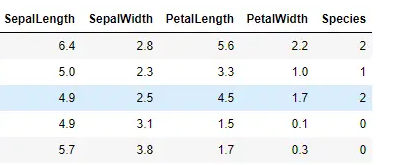 SepalLength SepalWidth PetalLength PetalWidth Species
6.4 2.8 5.6 2.2 2
5.0 2.3 3.3 1.0 1
4.9 2.5 4.5 1.7 2
4.9 3.1 1.5 0.1 0
5.7 3.8 1.7 0.3 0